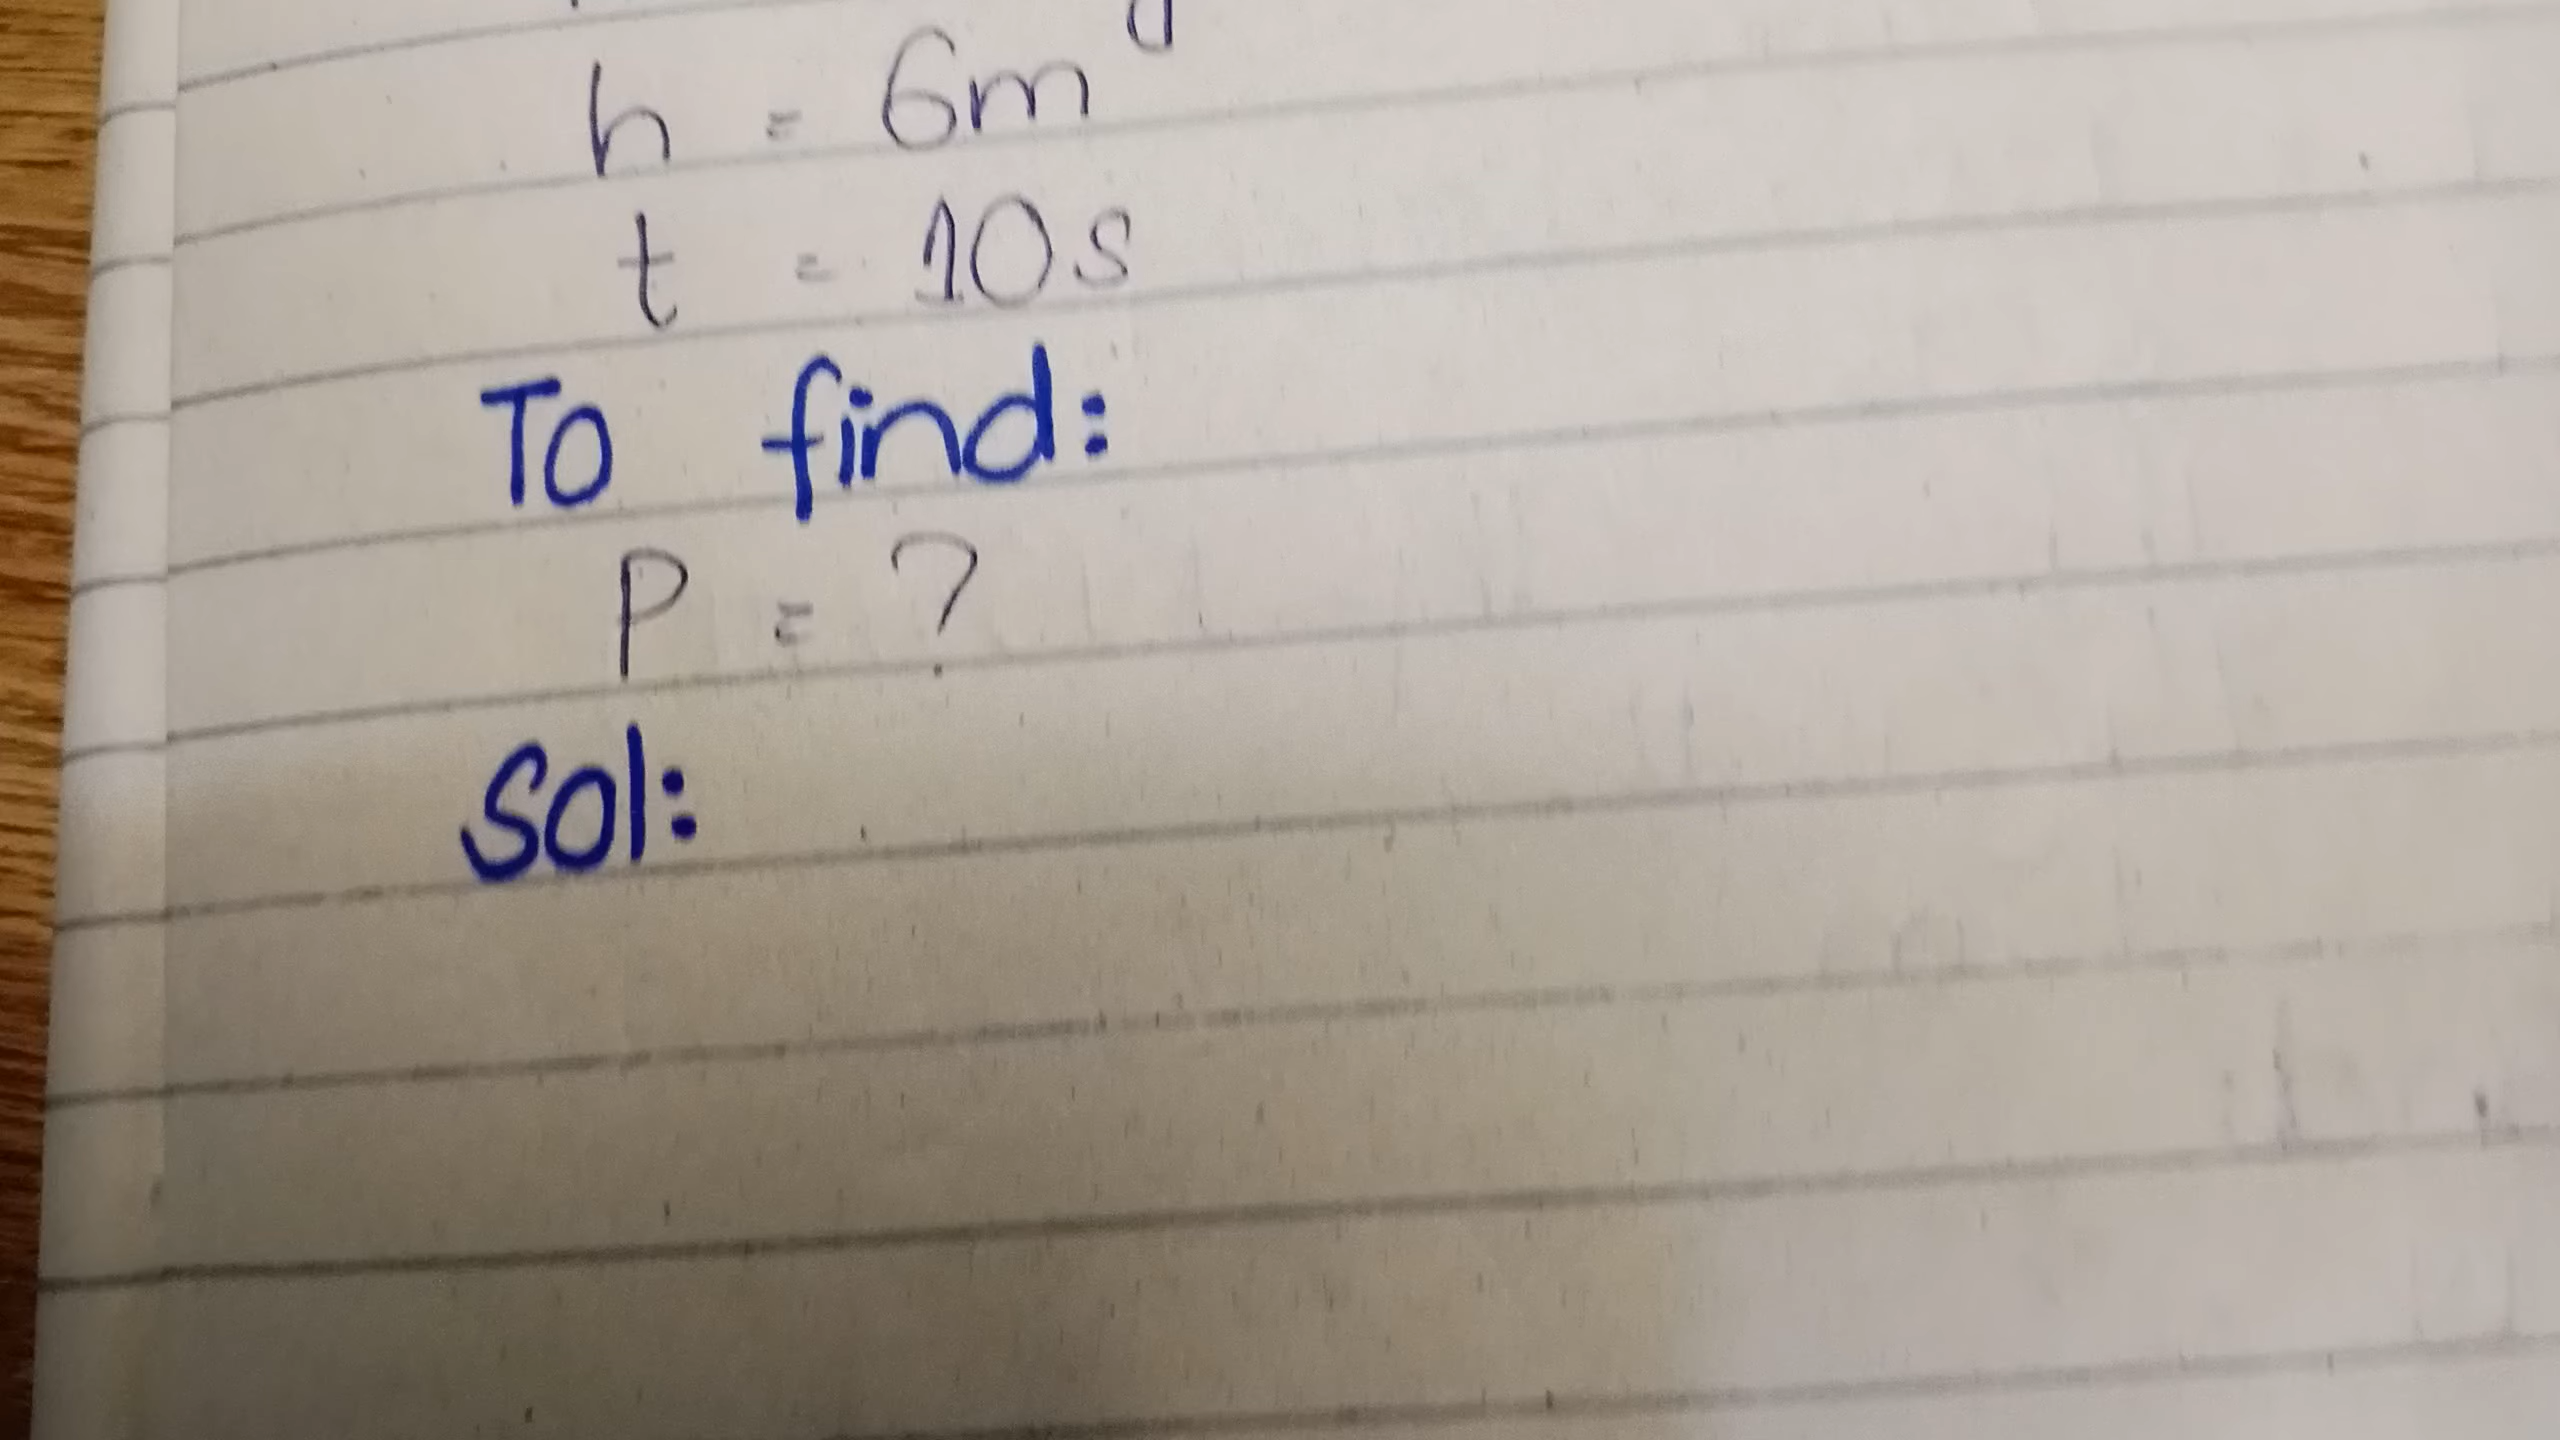 h = 6m
t = 10s
To find:
P = ?
Sol: